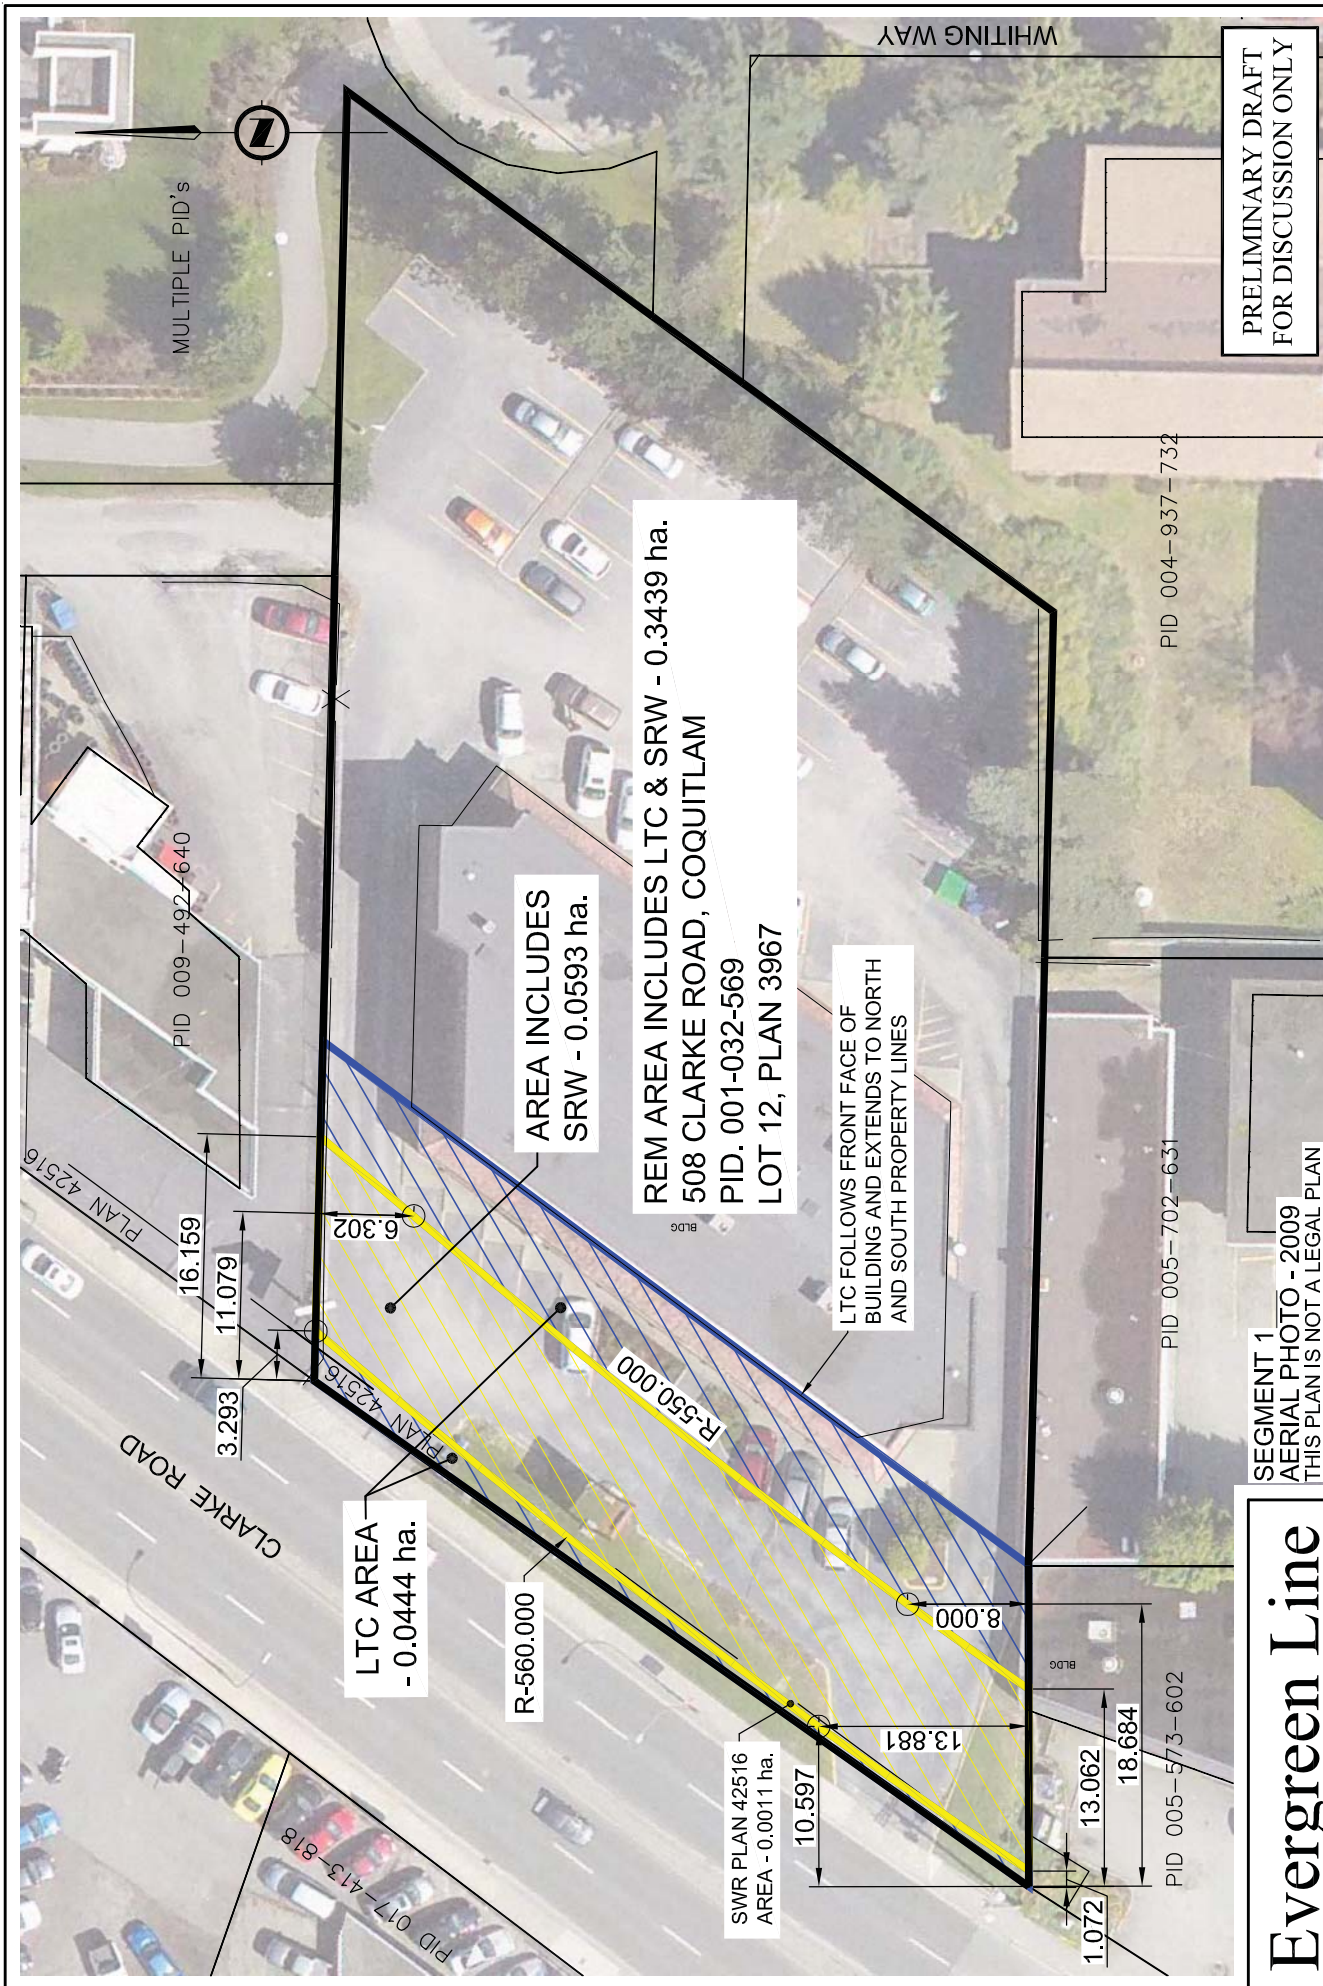 WHITING WAY
PRELIMINARY DRAFT
FOR DISCUSSION ONLY
N
MULTIPLE PID's
PID 009-492-640
PID 004-937-732
REM AREA INCLUDES LTC & SRW - 0.3439 ha.
508 CLARKE ROAD, COQUITLAM
PID. 001-032-569
LOT 12, PLAN 3967
AREA INCLUDES
SRW - 0.0593 ha.
LTC FOLLOWS FRONT FACE OF
BUILDING AND EXTENDS TO NORTH
AND SOUTH PROPERTY LINES
BLDG
PLAN 42516
16.159
11.079
3.293
6.302
PLAN 42516
CLARKE ROAD
R-550.000
LTC AREA
- 0.0444 ha.
R-560.000
SWR PLAN 42516
AREA - 0.0011 ha.
10.597
13.881
8.000
BLDG
13.062
18.684
1.072
PID 005-702-631
PID 005-573-602
PID 017-413-818
SEGMENT 1
AERIAL PHOTO - 2009
THIS PLAN IS NOT A LEGAL PLAN
Evergreen Line